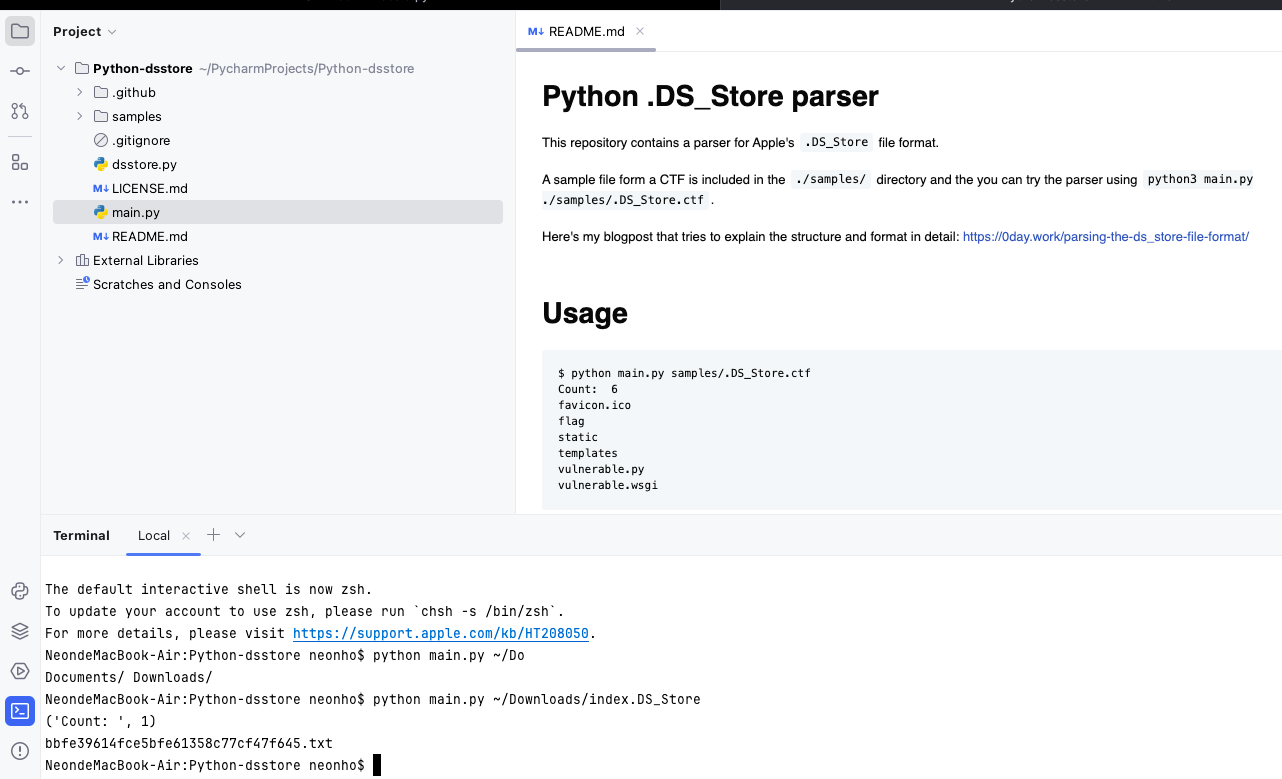 Project
Python-dsstore ~/PycharmProjects/Python-dsstore
.github
samples
.gitignore
dsstore.py
M↓ LICENSE.md
main.py
M↓ README.md
External Libraries
Scratches and Consoles
M↓ README.md
Python .DS_Store parser
This repository contains a parser for Apple's .DS_Store file format.
A sample file form a CTF is included in the ./samples/ directory and the you can try the parser using python3 main.py
./samples/.DS_Store.ctf .
Here's my blogpost that tries to explain the structure and format in detail: https://0day.work/parsing-the-ds_store-file-format/
Usage
$ python main.py samples/.DS_Store.ctf
Count:  6
favicon.ico
flag
static
templates
vulnerable.py
vulnerable.wsgi
Terminal Local
The default interactive shell is now zsh.
To update your account to use zsh, please run `chsh -s /bin/zsh`.
For more details, please visit https://support.apple.com/kb/HT208050.
NeondeMacBook-Air:Python-dsstore neonho$ python main.py ~/Do
Documents/ Downloads/
NeondeMacBook-Air:Python-dsstore neonho$ python main.py ~/Downloads/index.DS_Store
('Count: ', 1)
bbfe39614fce5bfe61358c77cf47f645.txt
NeondeMacBook-Air:Python-dsstore neonho$